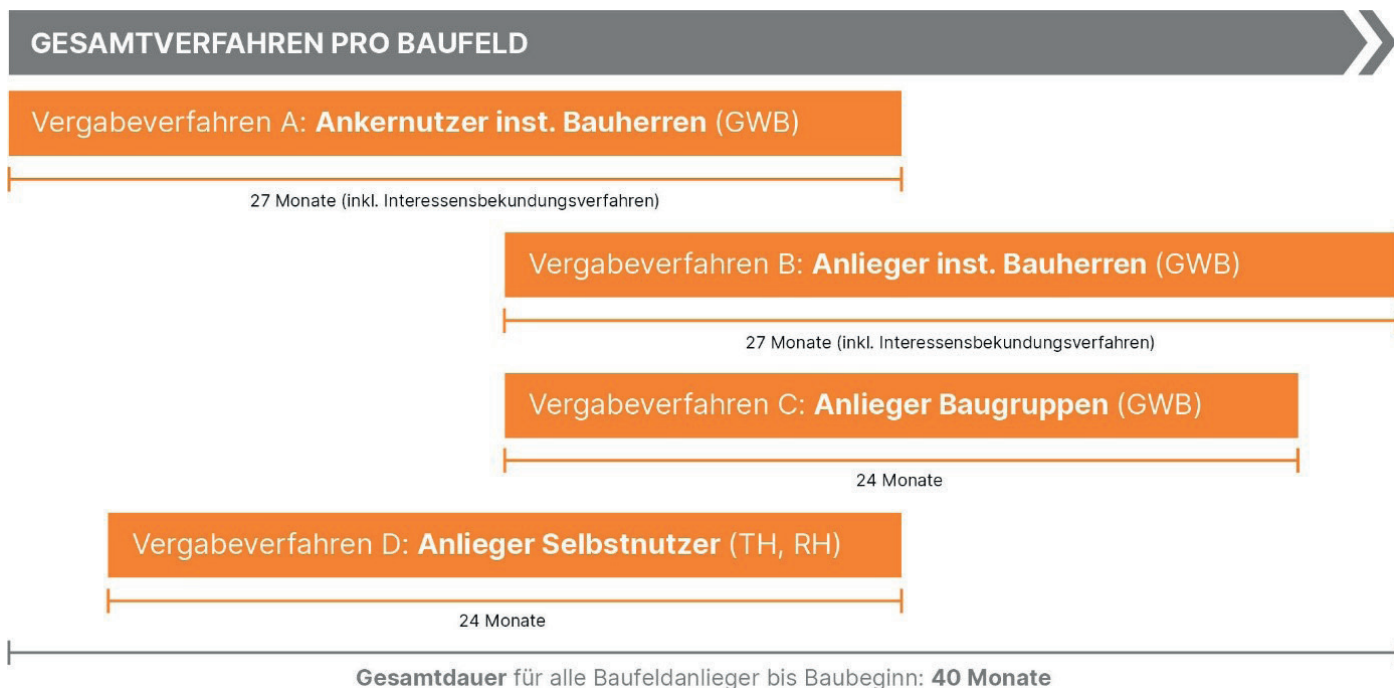 GESAMTVERFAHREN PRO BAUFELD
Vergabeverfahren A: Ankernutzer inst. Bauherren (GWB)
27 Monate (inkl. Interessensbekundungsverfahren)
Vergabeverfahren B: Anlieger inst. Bauherren (GWB)
27 Monate (inkl. Interessensbekundungsverfahren)
Vergabeverfahren C: Anlieger Baugruppen (GWB)
24 Monate
Vergabeverfahren D: Anlieger Selbstnutzer (TH, RH)
24 Monate
Gesamtdauer für alle Baufeldanlieger bis Baubeginn: 40 Monate